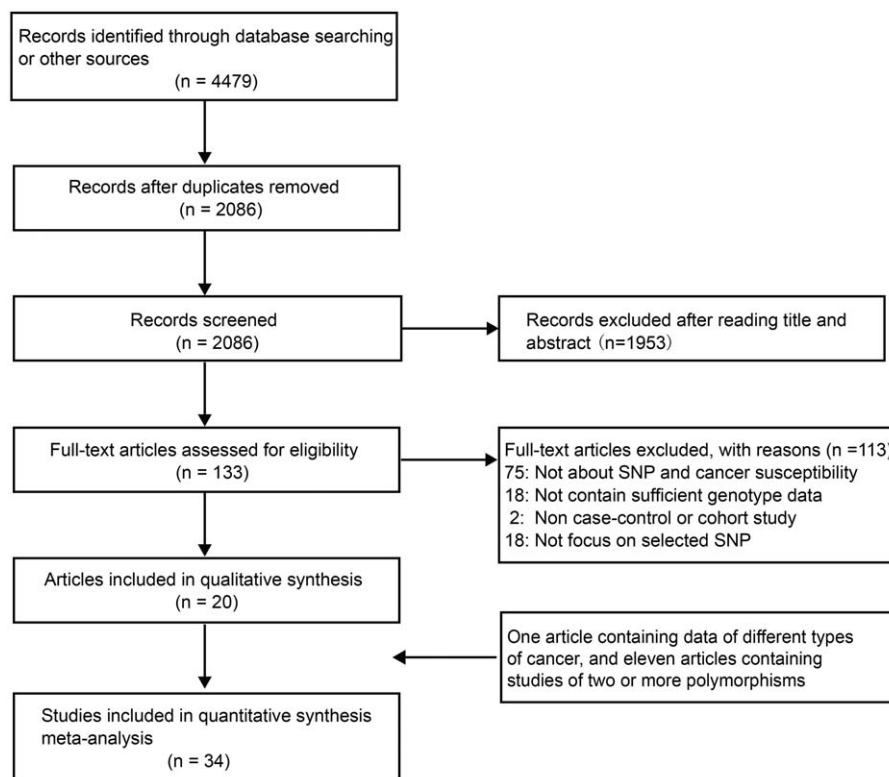 Records identified through database searching
or other sources
(n = 4479)
Records after duplicates removed
(n = 2086)
Records screened
(n = 2086)
Records excluded after reading title and
abstract (n=1953)
Full-text articles assessed for eligibility
(n = 133)
Full-text articles excluded, with reasons (n =113)
75: Not about SNP and cancer susceptibility
18: Not contain sufficient genotype data
2: Non case-control or cohort study
18: Not focus on selected SNP
Articles included in qualitative synthesis
(n = 20)
One article containing data of different types
of cancer, and eleven articles containing
studies of two or more polymorphisms
Studies included in quantitative synthesis
meta-analysis
(n = 34)